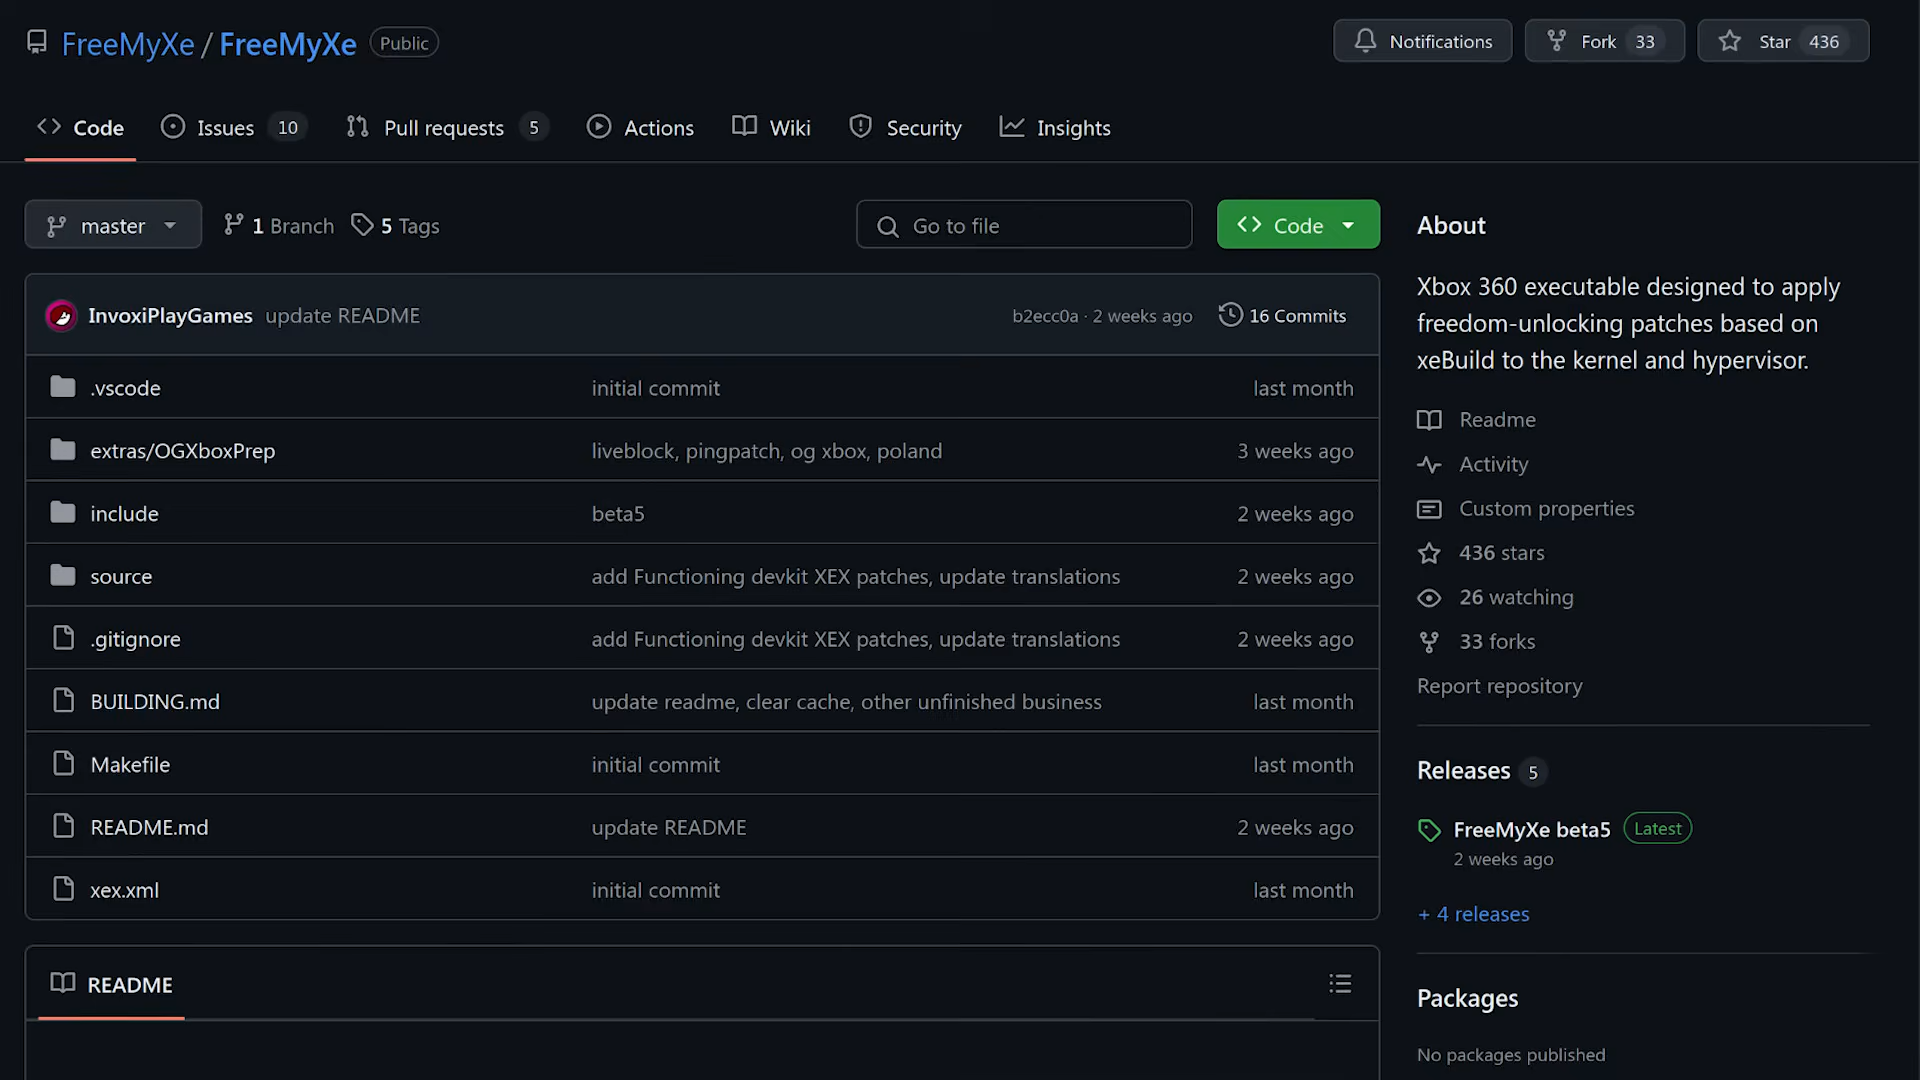 FreeMyXe / FreeMyXe Public
Notifications
Fork 33
Star 436
Code
Issues 10
Pull requests 5
Actions
Wiki
Security
Insights
master
1 Branch
5 Tags
Go to file
Code
InvoxiPlayGames update README
b2ecc0a · 2 weeks ago
16 Commits
.vscode initial commit last month
extras/OGXboxPrep liveblock, pingpatch, og xbox, poland 3 weeks ago
include beta5 2 weeks ago
source add Functioning devkit XEX patches, update translations 2 weeks ago
.gitignore add Functioning devkit XEX patches, update translations 2 weeks ago
BUILDING.md update readme, clear cache, other unfinished business last month
Makefile initial commit last month
README.md update README 2 weeks ago
xex.xml initial commit last month
README
About
Xbox 360 executable designed to apply
freedom-unlocking patches based on
xeBuild to the kernel and hypervisor.
Readme
Activity
Custom properties
436 stars
26 watching
33 forks
Report repository
Releases 5
FreeMyXe beta5 Latest
2 weeks ago
+ 4 releases
Packages
No packages published